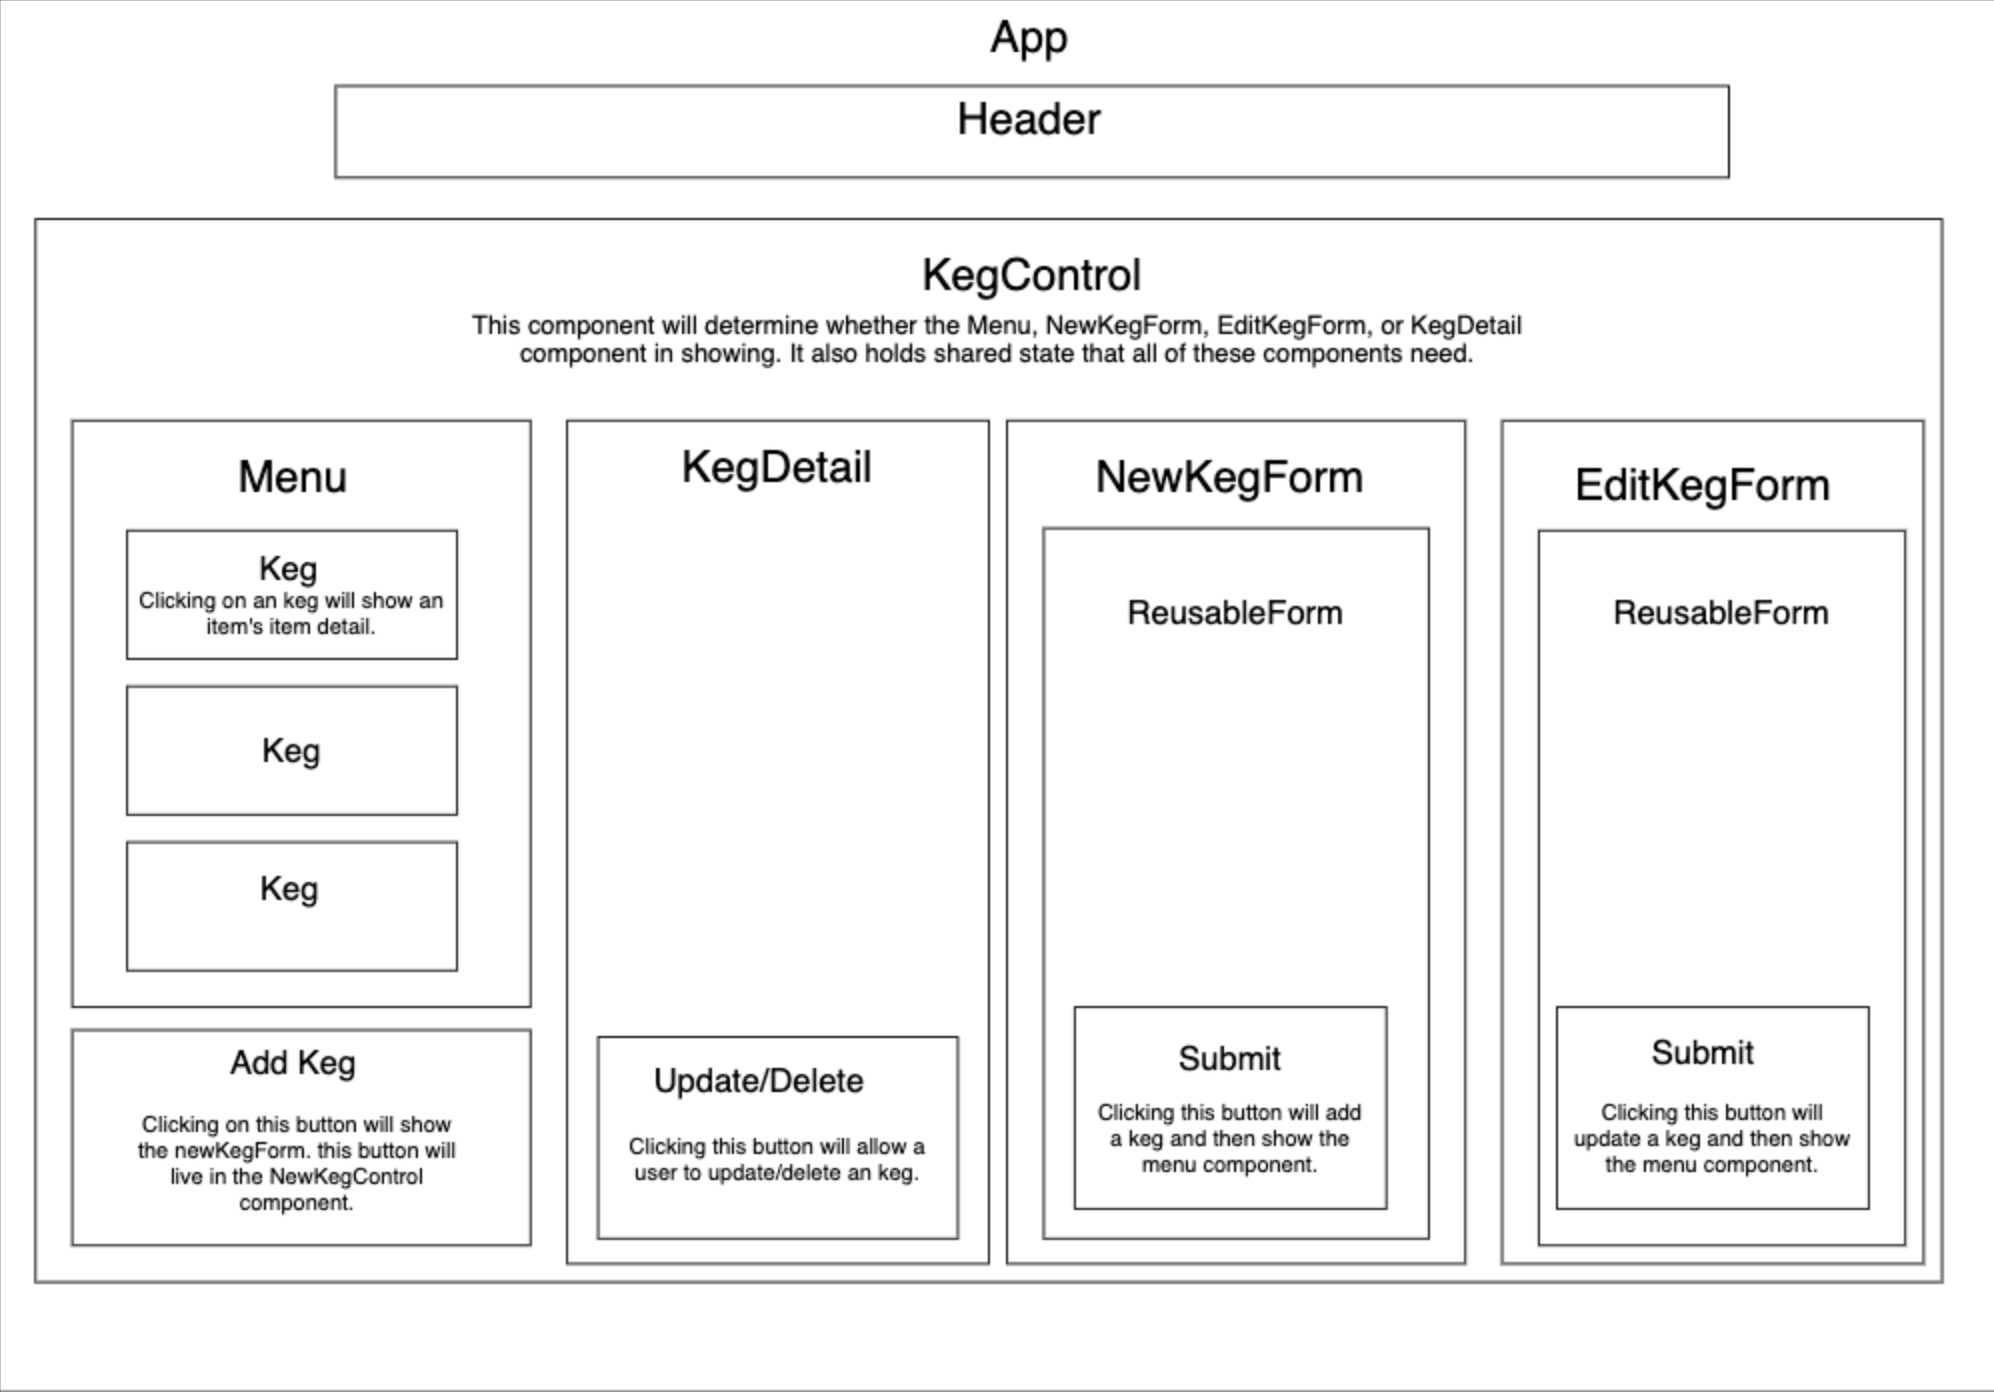 App
Header
KegControl
This component will determine whether the Menu, NewKegForm, EditKegForm, or KegDetail
component in showing. It also holds shared state that all of these components need.
Menu
Keg
Clicking on an keg will show an
item's item detail.
Keg
Keg
Add Keg
Clicking on this button will show
the newKegForm. this button will
live in the NewKegControl
component.
KegDetail
Update/Delete
Clicking this button will allow a
user to update/delete an keg.
NewKegForm
ReusableForm
Submit
Clicking this button will add
a keg and then show the
menu component.
EditKegForm
ReusableForm
Submit
Clicking this button will
update a keg and then show
the menu component.